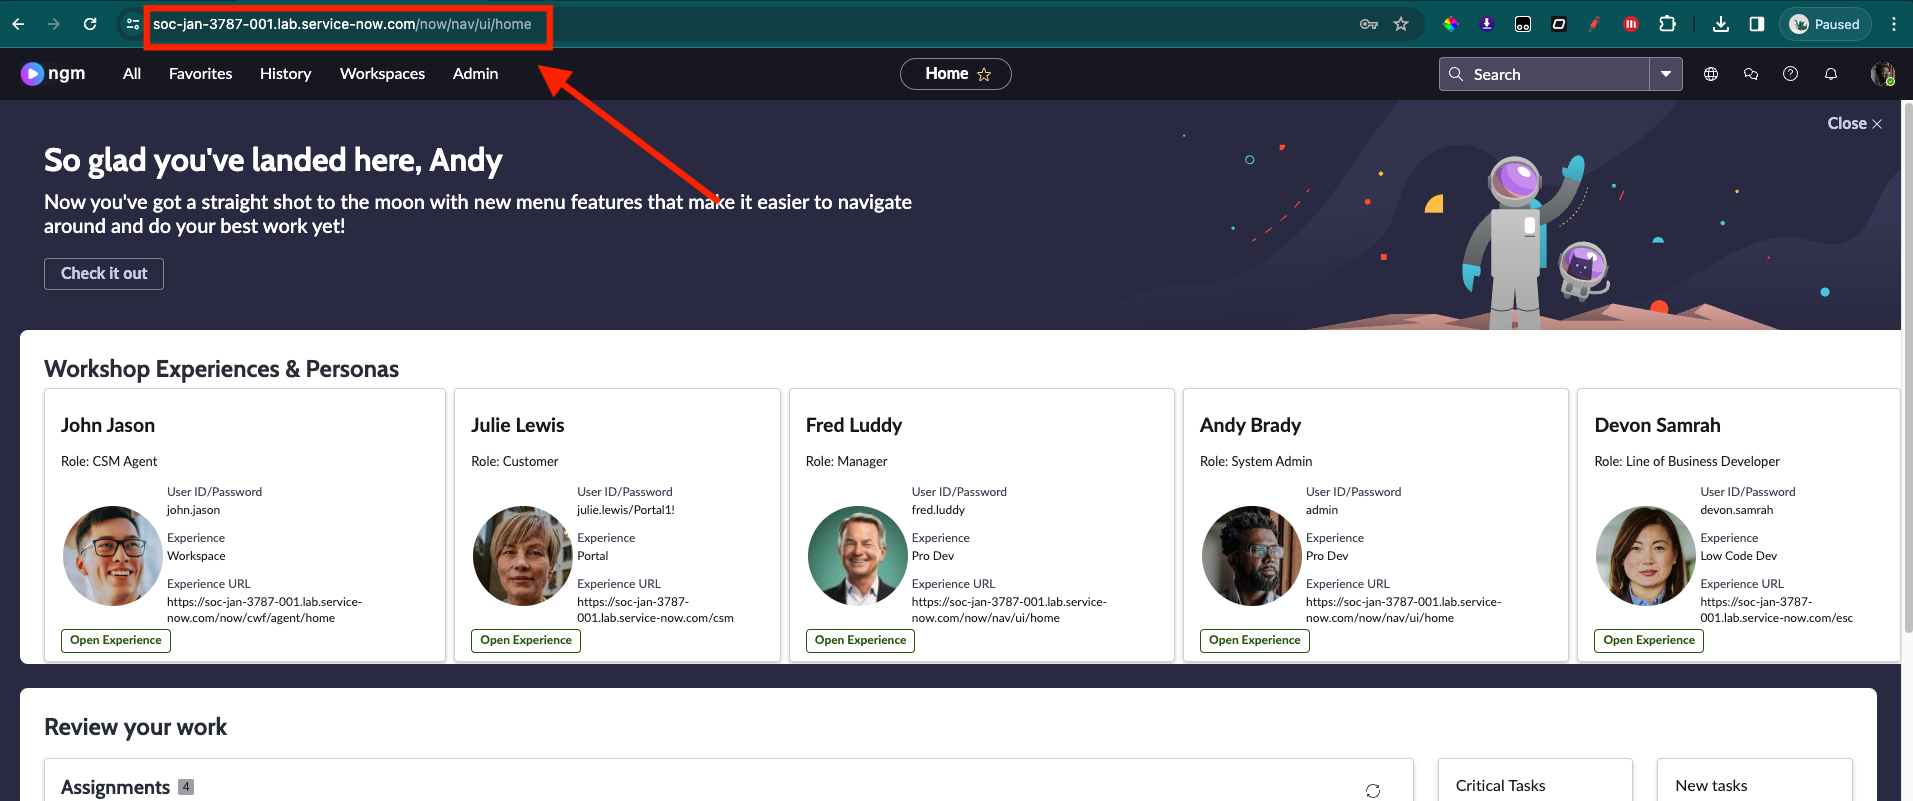 soc-jan-3787-001.lab.service-now.com/now/nav/ui/home
Paused
ngm
All
Favorites
History
Workspaces
Admin
Home
Search
Close
So glad you've landed here, Andy
Now you've got a straight shot to the moon with new menu features that make it easier to navigate
around and do your best work yet!
Check it out
Workshop Experiences & Personas
John Jason
Role: CSM Agent
User ID/Password
john.jason
Experience
Workspace
Experience URL
https://soc-jan-3787-001.lab.service-
now.com/now/cwf/agent/home
Open Experience
Julie Lewis
Role: Customer
User ID/Password
julie.lewis/Portal1!
Experience
Portal
Experience URL
https://soc-jan-3787-
001.lab.service-now.com/csm
Open Experience
Fred Luddy
Role: Manager
User ID/Password
fred.luddy
Experience
Pro Dev
Experience URL
https://soc-jan-3787-001.lab.service-
now.com/now/nav/ui/home
Open Experience
Andy Brady
Role: System Admin
User ID/Password
admin
Experience
Pro Dev
Experience URL
https://soc-jan-3787-001.lab.service-
now.com/now/nav/ui/home
Open Experience
Devon Samrah
Role: Line of Business Developer
User ID/Password
devon.samrah
Experience
Low Code Dev
Experience URL
https://soc-jan-3787-
001.lab.service-now.com/esc
Open Experience
Review your work
Assignments 4
Critical Tasks
New tasks